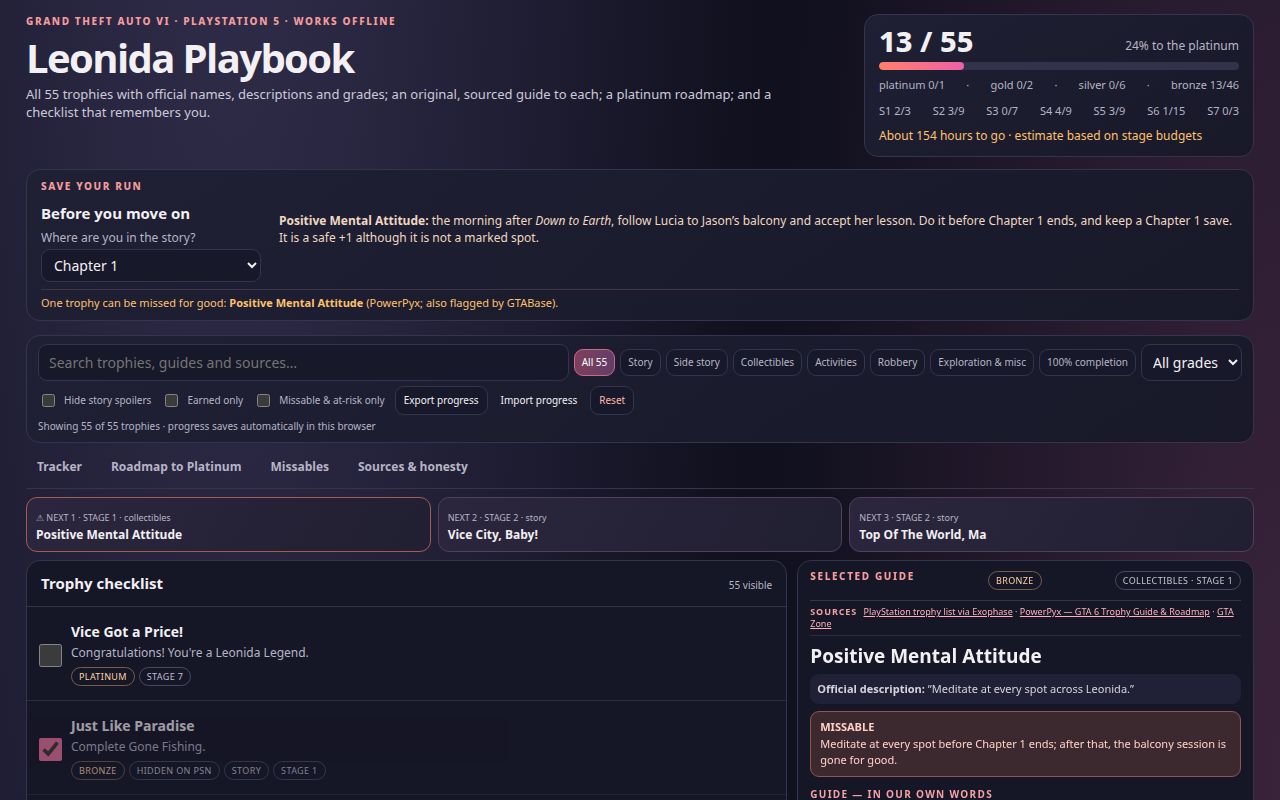 GRAND THEFT AUTO VI · PLAYSTATION 5 · WORKS OFFLINE
Leonida Playbook
All 55 trophies with official names, descriptions and grades; an original, sourced guide to each; a platinum roadmap; and a
checklist that remembers you.
13 / 55
24% to the platinum
platinum 0/1 · gold 0/2 · silver 0/6 · bronze 13/46
S1 2/3 S2 3/9 S3 0/7 S4 4/9 S5 3/9 S6 1/15 S7 0/3
About 154 hours to go · estimate based on stage budgets
SAVE YOUR RUN
Before you move on
Where are you in the story?
Chapter 1
Positive Mental Attitude: the morning after Down to Earth, follow Lucia to Jason’s balcony and accept her lesson. Do it before Chapter 1 ends, and keep a Chapter 1 save.
It is a safe +1 although it is not a marked spot.
One trophy can be missed for good: Positive Mental Attitude (PowerPyx; also flagged by GTABase).
Search trophies, guides and sources...
All 55 Story Side story Collectibles Activities Robbery Exploration & misc 100% completion All grades
Hide story spoilers Earned only Missable & at-risk only Export progress Import progress Reset
Showing 55 of 55 trophies · progress saves automatically in this browser
Tracker Roadmap to Platinum Missables Sources & honesty
⚠ NEXT 1 · STAGE 1 · collectibles
Positive Mental Attitude
NEXT 2 · STAGE 2 · story
Vice City, Baby!
NEXT 3 · STAGE 2 · story
Top Of The World, Ma
Trophy checklist
55 visible
Vice Got a Price!
Congratulations! You're a Leonida Legend.
PLATINUM STAGE 7
Just Like Paradise
Complete Gone Fishing.
BRONZE HIDDEN ON PSN STORY STAGE 1
SELECTED GUIDE
BRONZE
COLLECTIBLES · STAGE 1
SOURCES PlayStation trophy list via Exophase · PowerPyx — GTA 6 Trophy Guide & Roadmap · GTA
Zone
Positive Mental Attitude
Official description: “Meditate at every spot across Leonida.”
MISSABLE
Meditate at every spot before Chapter 1 ends; after that, the balcony session is
gone for good.
GUIDE — IN OUR OWN WORDS